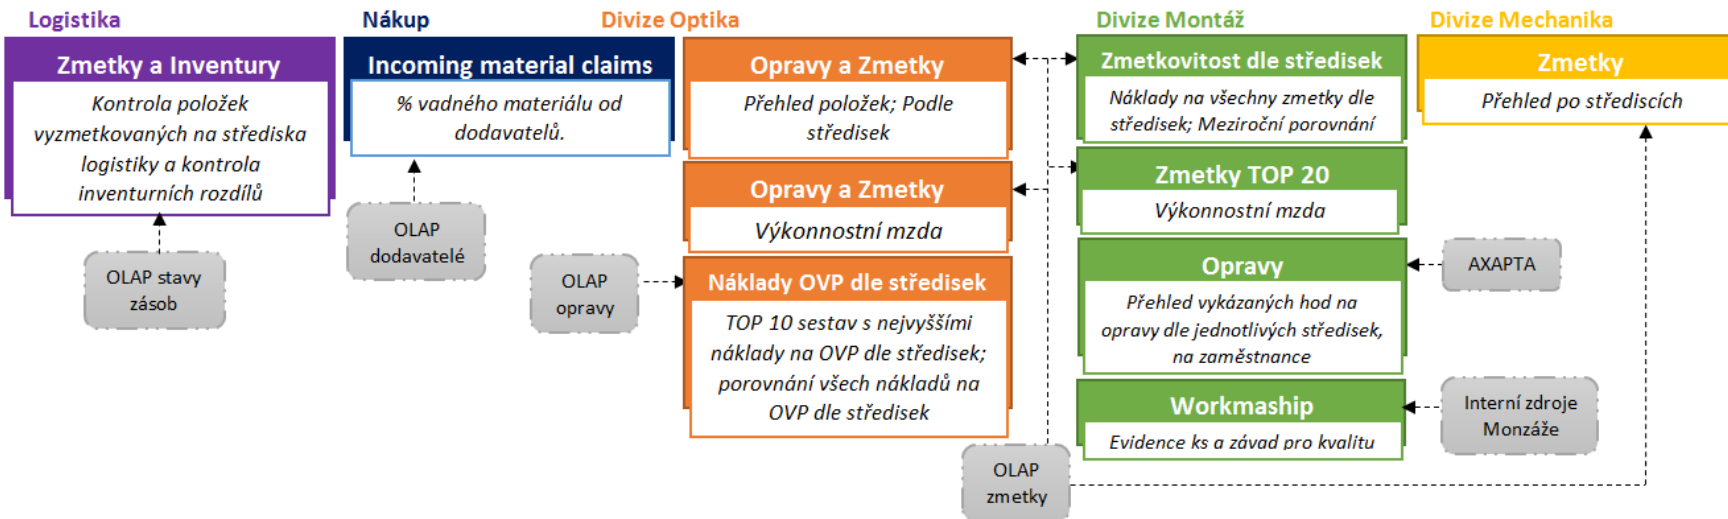 Logistika
Zmetky a Inventury
Kontrola položek
vyzmetkovaných na střediska
logistiky a kontrola
inventurních rozdílů
OLAP stavy
zásob
Nákup
Incoming material claims
% vadného materiálu od
dodavatelů.
OLAP
dodavatelé
Divize Optika
Opravy a Zmetky
Přehled položek; Podle
středisek
Opravy a Zmetky
Výkonnostní mzda
OLAP
opravy
Náklady OVP dle středisek
TOP 10 sestav s nejvyššími
náklady na OVP dle středisek;
porovnání všech nákladů na
OVP dle středisek
Divize Montáž
Zmetkovitost dle středisek
Náklady na všechny zmetky dle
středisek; Meziroční porovnání
Zmetky TOP 20
Výkonnostní mzda
Opravy
Přehled vykázaných hod na
opravy dle jednotlivých středisek,
na zaměstnance
AXAPTA
Workmaship
Evidence ks a závad pro kvalitu
Interní zdroje
Monzáže
OLAP
zmetky
Divize Mechanika
Zmetky
Přehled po střediscích